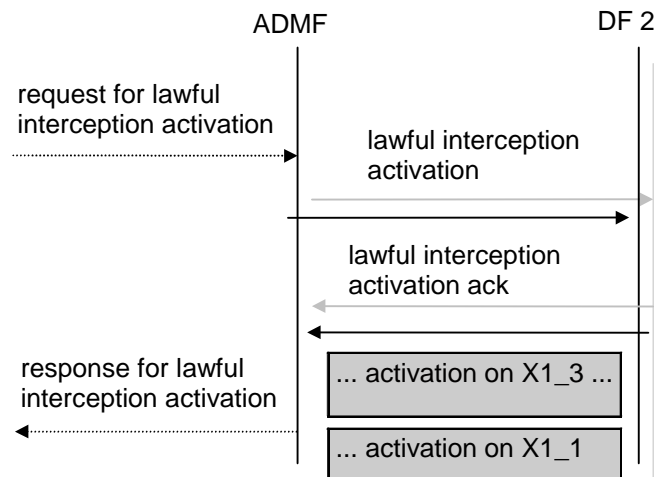 ADMF
DF 2
request for lawful
interception activation
lawful interception
activation
lawful interception
activation ack
response for lawful
interception activation
... activation on X1_3 ...
... activation on X1_1